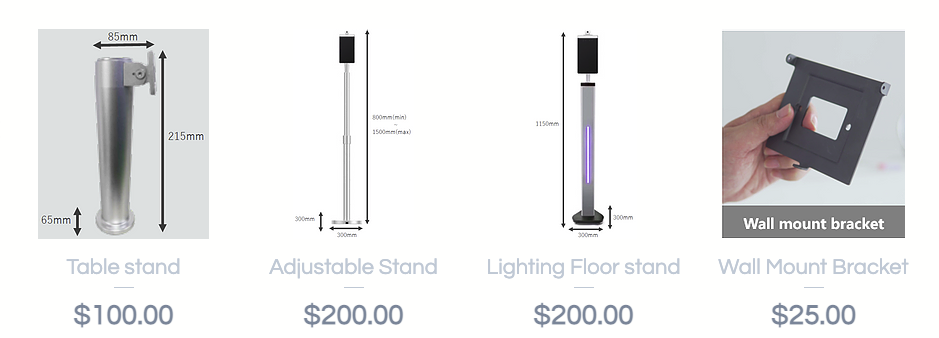 85mm
215mm
65mm
Table stand
$100.00
800mm(min)
~
1500mm(max)
300mm
300mm
Adjustable Stand
$200.00
1150mm
300mm
300mm
Lighting Floor stand
$200.00
Wall mount bracket
Wall Mount Bracket
$25.00